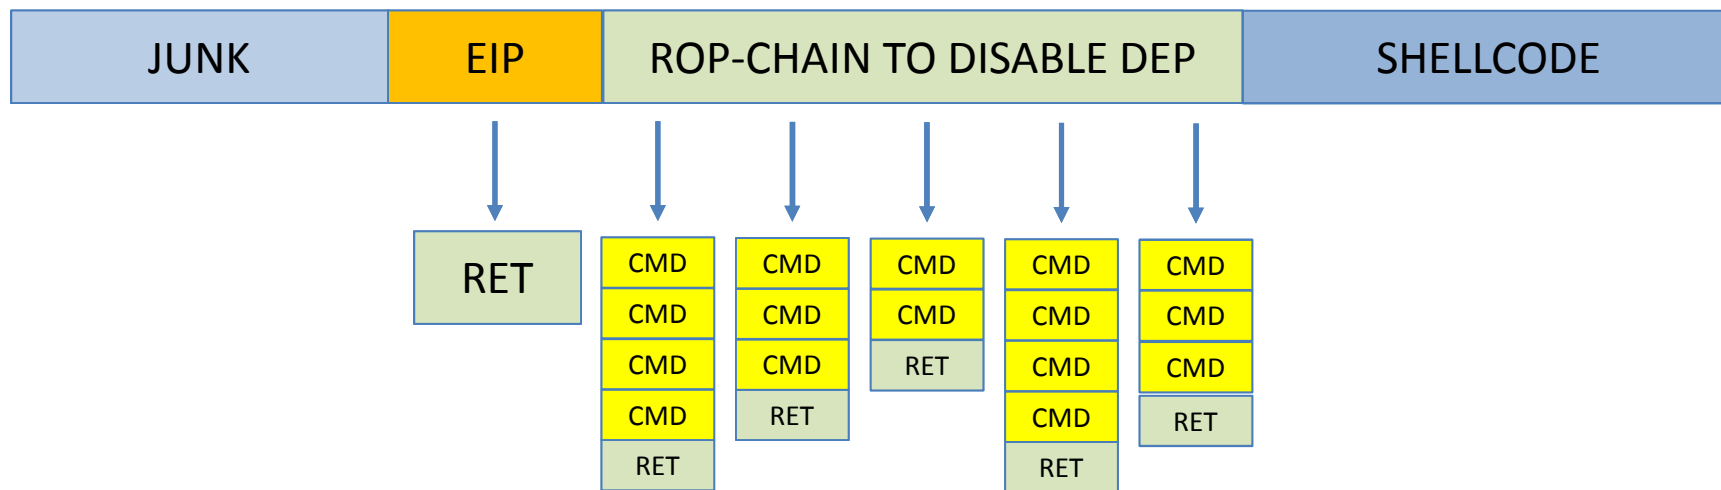 JUNK
EIP
ROP-CHAIN TO DISABLE DEP
SHELLCODE
RET
CMD
CMD
CMD
CMD
RET
CMD
CMD
CMD
RET
CMD
CMD
RET
CMD
CMD
CMD
CMD
RET
CMD
CMD
CMD
RET